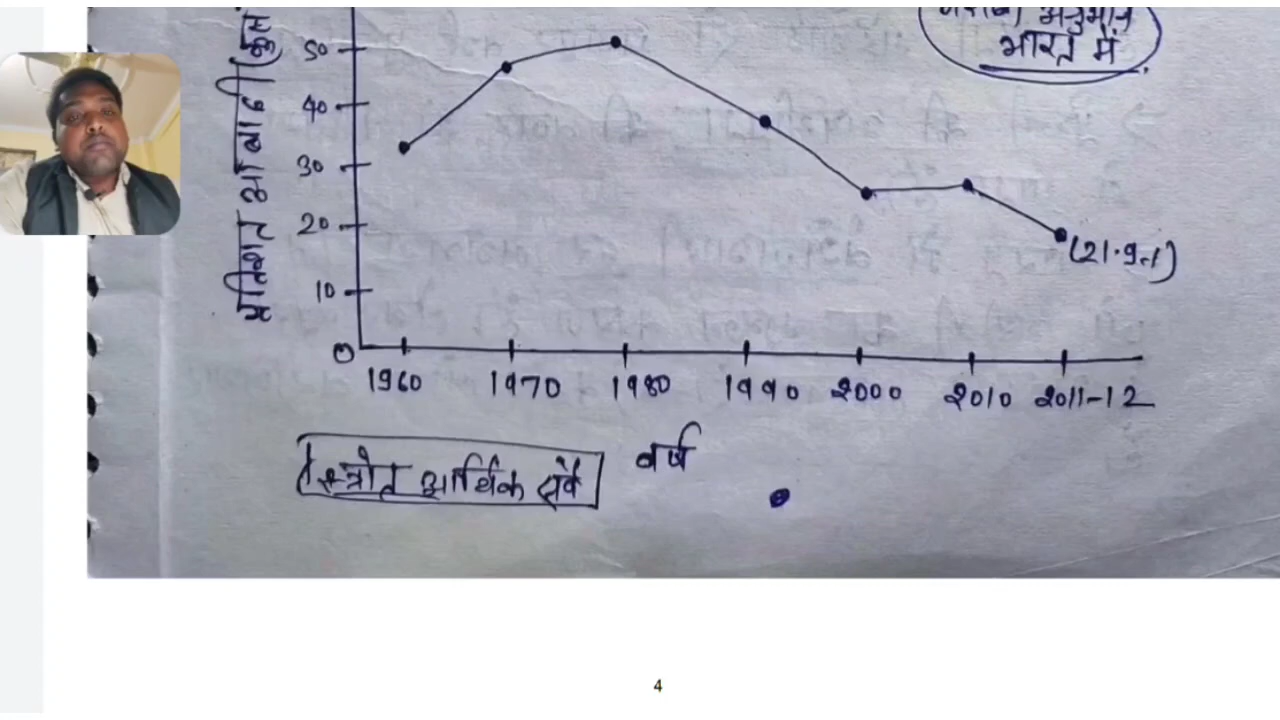 अनुमान
भारत में
प्रतिशत आबादी
50
40
30
20
10
0
(21.9%)
1960 1970 1980 1990 2000 2010 2011-12
वर्ष
स्त्रोत आर्थिक सर्वे
4